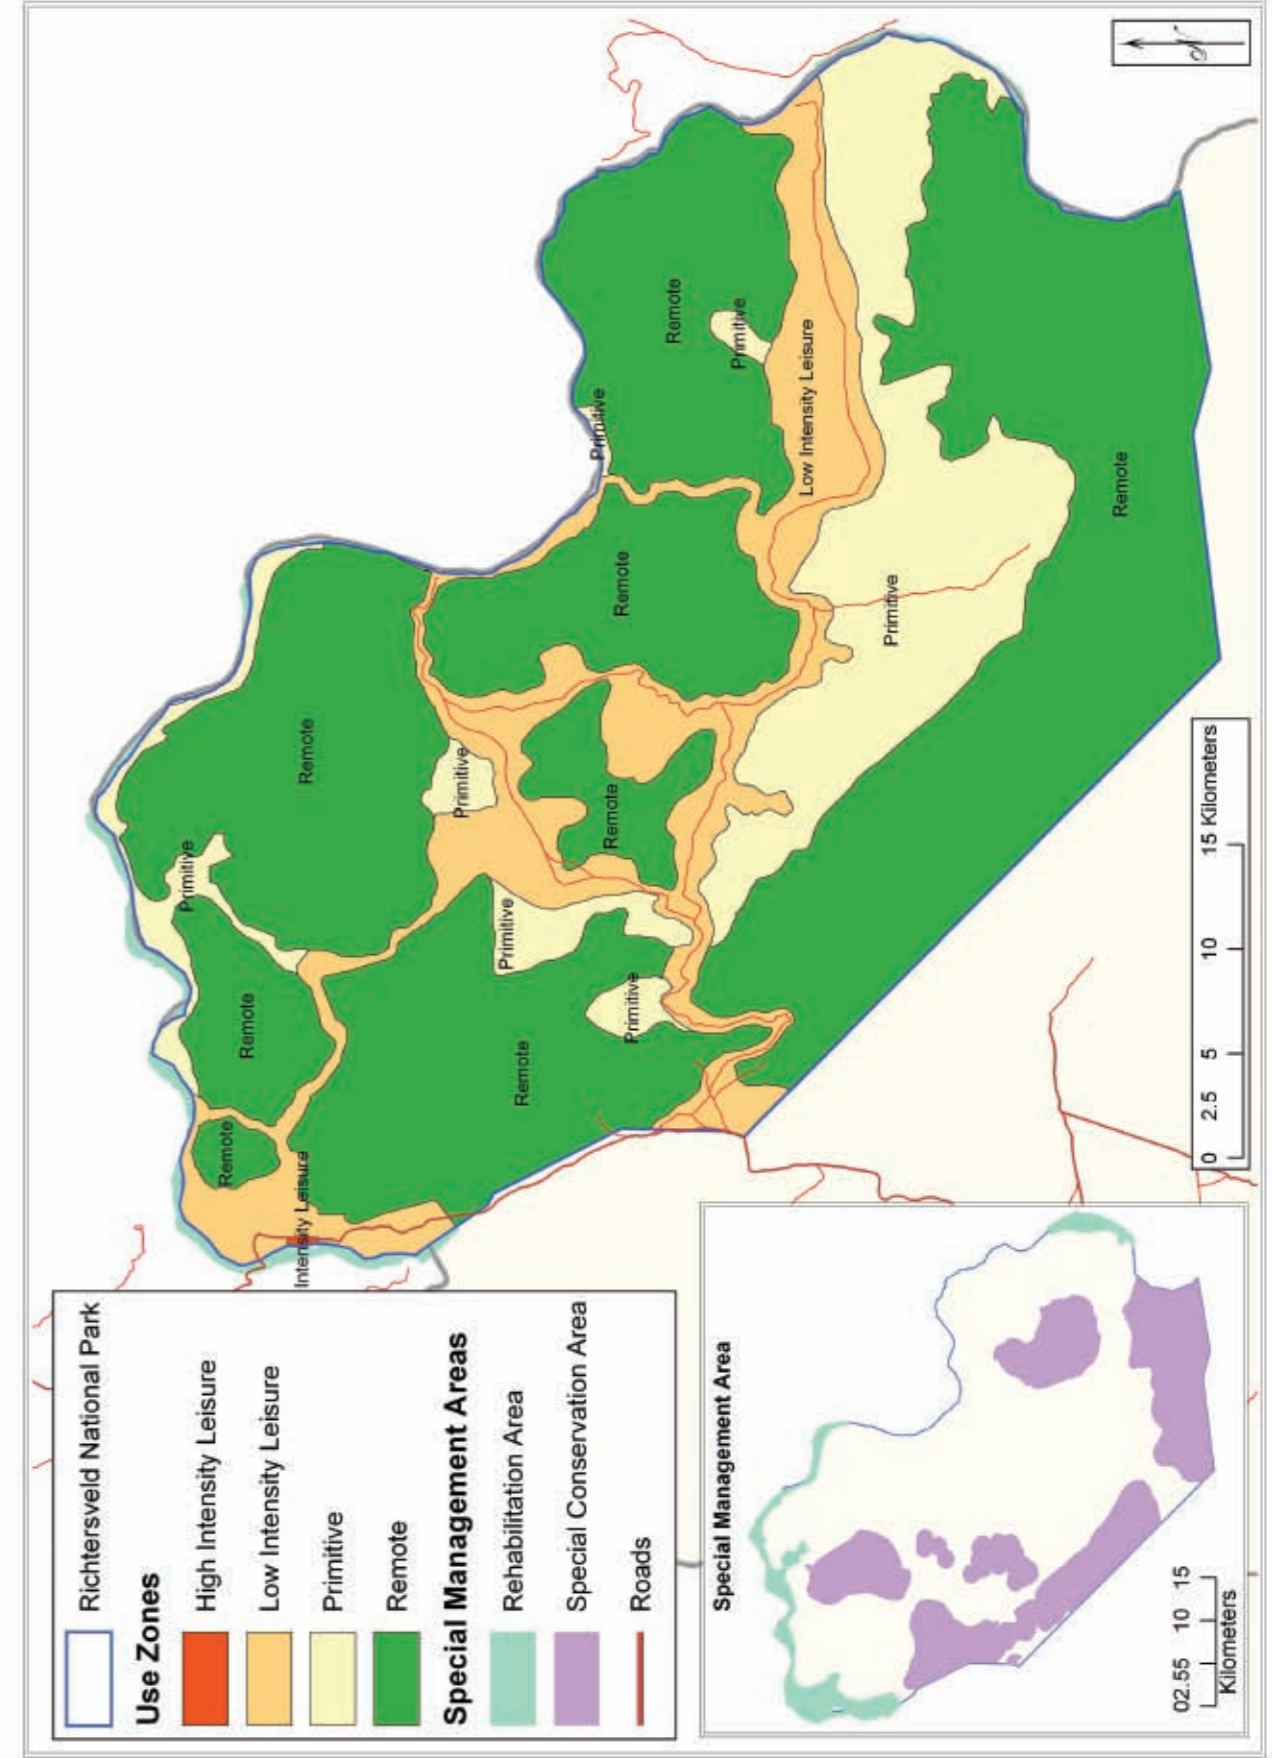 Richtersveld National Park
Use Zones
High Intensity Leisure
Low Intensity Leisure
Primitive
Remote
Special Management Areas
Rehabilitation Area
Special Conservation Area
Roads
Intensity Leisure
Remote
Remote
Primitive
Remote
Remote
Primitive
Primitive
Primitive
Remote
Remote
Primitive
Remote
Primitive
Low Intensity Leisure
Primitive
Remote
N
Special Management Area
02.55 10 15
Kilometers
0 2.5 5 10 15 Kilometers